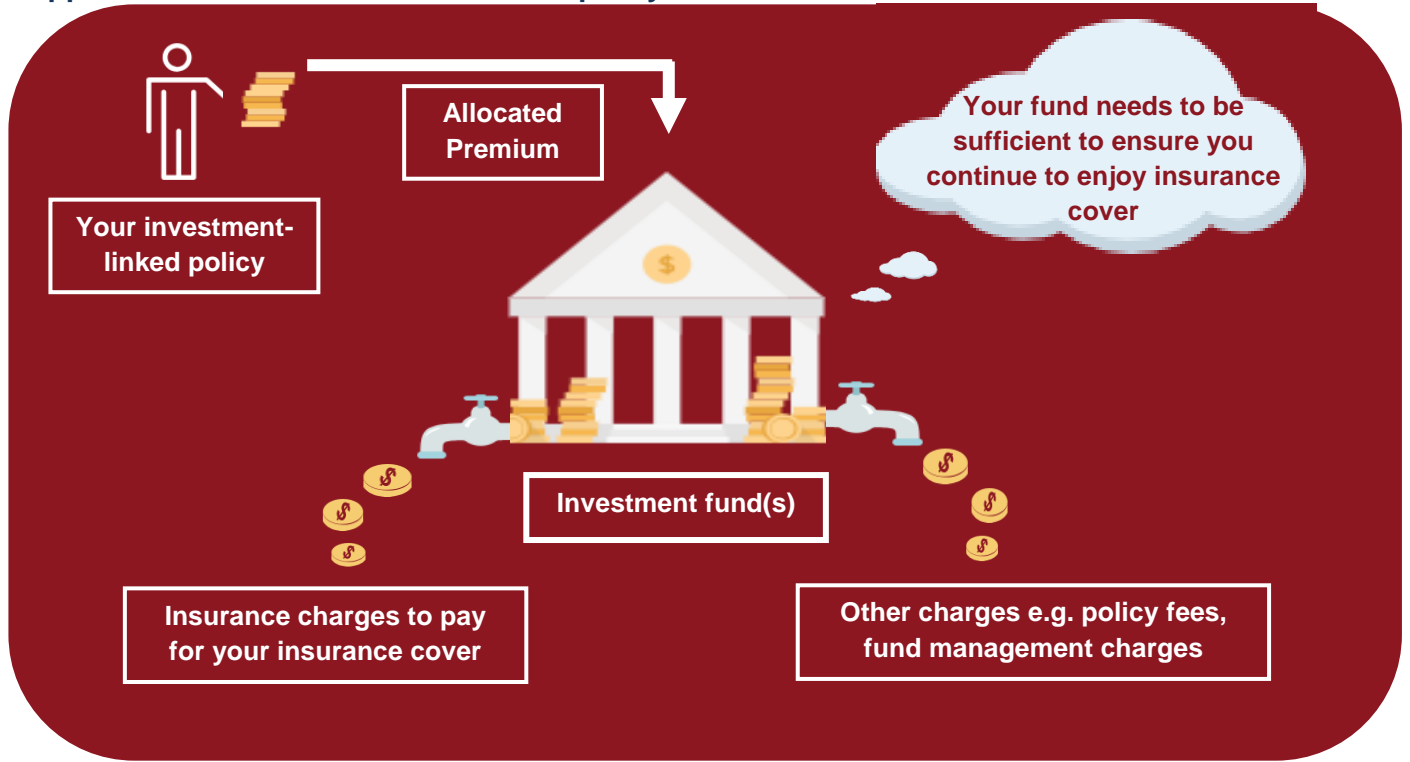 Allocated
Premium
Your fund needs to be
sufficient to ensure you
continue to enjoy insurance
cover
Your investment-
linked policy
$
Investment fund(s)
$
$
$
$
$
$
Insurance charges to pay
for your insurance cover
Other charges e.g. policy fees,
fund management charges